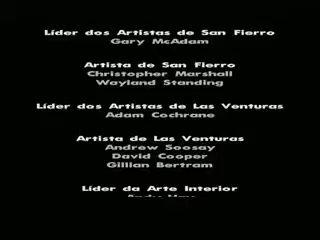 Líder dos Artistas de San Fierro
Gary McAdam
Artista de San Fierro
Christopher Marshall
Wayland Standing
Líder dos Artistas de Las Venturas
Adam Cochrane
Artista de Las Venturas
Andrew Soosay
David Cooper
Gillian Bertram
Líder da Arte Interior